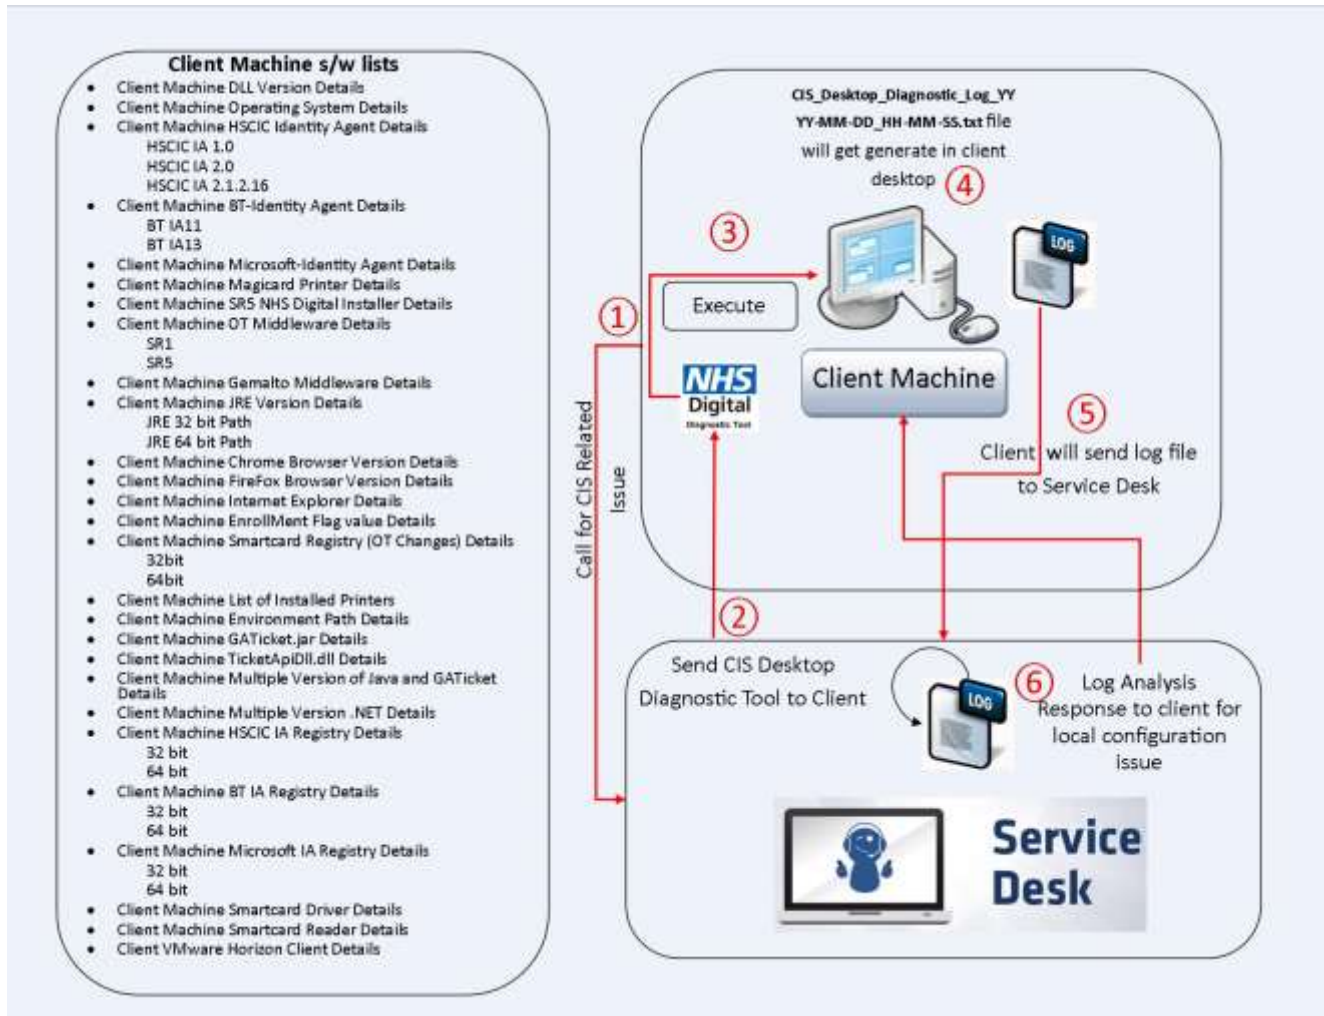 Client Machine s/w lists
• Client Machine DLL Version Details
• Client Machine Operating System Details
• Client Machine HSCIC Identity Agent Details
HSCIC IA 1.0
HSCIC IA 2.0
HSCIC IA 2.1.2.16
• Client Machine BT-Identity Agent Details
BT IA11
BT IA13
• Client Machine Microsoft-Identity Agent Details
• Client Machine Magicard Printer Details
• Client Machine SR5 NHS Digital Installer Details
• Client Machine OT Middleware Details
SR1
SR5
• Client Machine Gemalto Middleware Details
• Client Machine JRE Version Details
JRE 32 bit Path
JRE 64 bit Path
• Client Machine Chrome Browser Version Details
• Client Machine FireFox Browser Version Details
• Client Machine Internet Explorer Details
• Client Machine EnrollMent Flag value Details
• Client Machine Smartcard Registry (OT Changes) Details
32bit
64bit
• Client Machine List of Installed Printers
• Client Machine Environment Path Details
• Client Machine GATicket.jar Details
• Client Machine TicketApiDll.dll Details
• Client Machine Multiple Version of Java and GATicket
Details
• Client Machine Multiple Version .NET Details
• Client Machine HSCIC IA Registry Details
32 bit
64 bit
• Client Machine BT IA Registry Details
32 bit
64 bit
• Client Machine Microsoft IA Registry Details
32 bit
64 bit
• Client Machine Smartcard Driver Details
• Client Machine Smartcard Reader Details
• Client VMware Horizon Client Details
CIS_Desktop_Diagnostic_Log_YY
YY-MM-DD_HH-MM-SS.txt file
will get generate in client
desktop
4
3
LOG
1
Execute
NHS
Digital
Diagnostic Tool
Client Machine
5
Client will send log file
to Service Desk
Call for CIS Related
Issue
2
Send CIS Desktop
Diagnostic Tool to Client
LOG
6
Log Analysis
Response to client for
local configuration
issue
Service
Desk